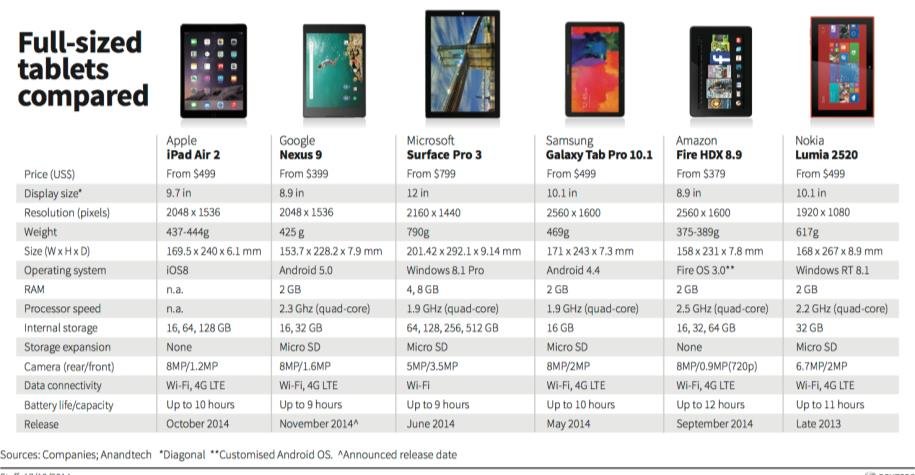 Full-sized
tablets
compared
Apple Google Microsoft Samsung Amazon Nokia
iPad Air 2 Nexus 9 Surface Pro 3 Galaxy Tab Pro 10.1 Fire HDX 8.9 Lumia 2520
Price (US$) From $499 From $399 From $799 From $499 From $379 From $499
Display size* 9.7 in 8.9 in 12 in 10.1 in 8.9 in 10.1 in
Resolution (pixels) 2048 x 1536 2048 x 1536 2160 x 1440 2560 x 1600 2560 x 1600 1920 x 1080
Weight 437-444g 425 g 790g 469g 375-389g 617g
Size (W x H x D) 169.5 x 240 x 6.1 mm 153.7 x 228.2 x 7.9 mm 201.42 x 292.1 x 9.14 mm 171 x 243 x 7.3 mm 158 x 231 x 7.8 mm 168 x 267 x 8.9 mm
Operating system iOS8 Android 5.0 Windows 8.1 Pro Android 4.4 Fire OS 3.0** Windows RT 8.1
RAM n.a. 2 GB 4, 8 GB 2 GB 2 GB 2 GB
Processor speed n.a. 2.3 Ghz (quad-core) 1.9 GHz (quad-core) 1.9 GHz (quad-core) 2.5 GHz (quad-core) 2.2 GHz (quad-core)
Internal storage 16, 64, 128 GB 16, 32 GB 64, 128, 256, 512 GB 16 GB 16, 32, 64 GB 32 GB
Storage expansion None Micro SD Micro SD Micro SD None Micro SD
Camera (rear/front) 8MP/1.2MP 8MP/1.6MP 5MP/3.5MP 8MP/2MP 8MP/0.9MP(720p) 6.7MP/2MP
Data connectivity Wi-Fi, 4G LTE Wi-Fi, 4G LTE Wi-Fi Wi-Fi, 4G LTE Wi-Fi, 4G LTE Wi-Fi, 4G LTE
Battery life/capacity Up to 10 hours Up to 9 hours Up to 9 hours Up to 10 hours Up to 12 hours Up to 11 hours
Release October 2014 November 2014^ June 2014 May 2014 September 2014 Late 2013
Sources: Companies; Anandtech *Diagonal **Customised Android OS. ^Announced release date